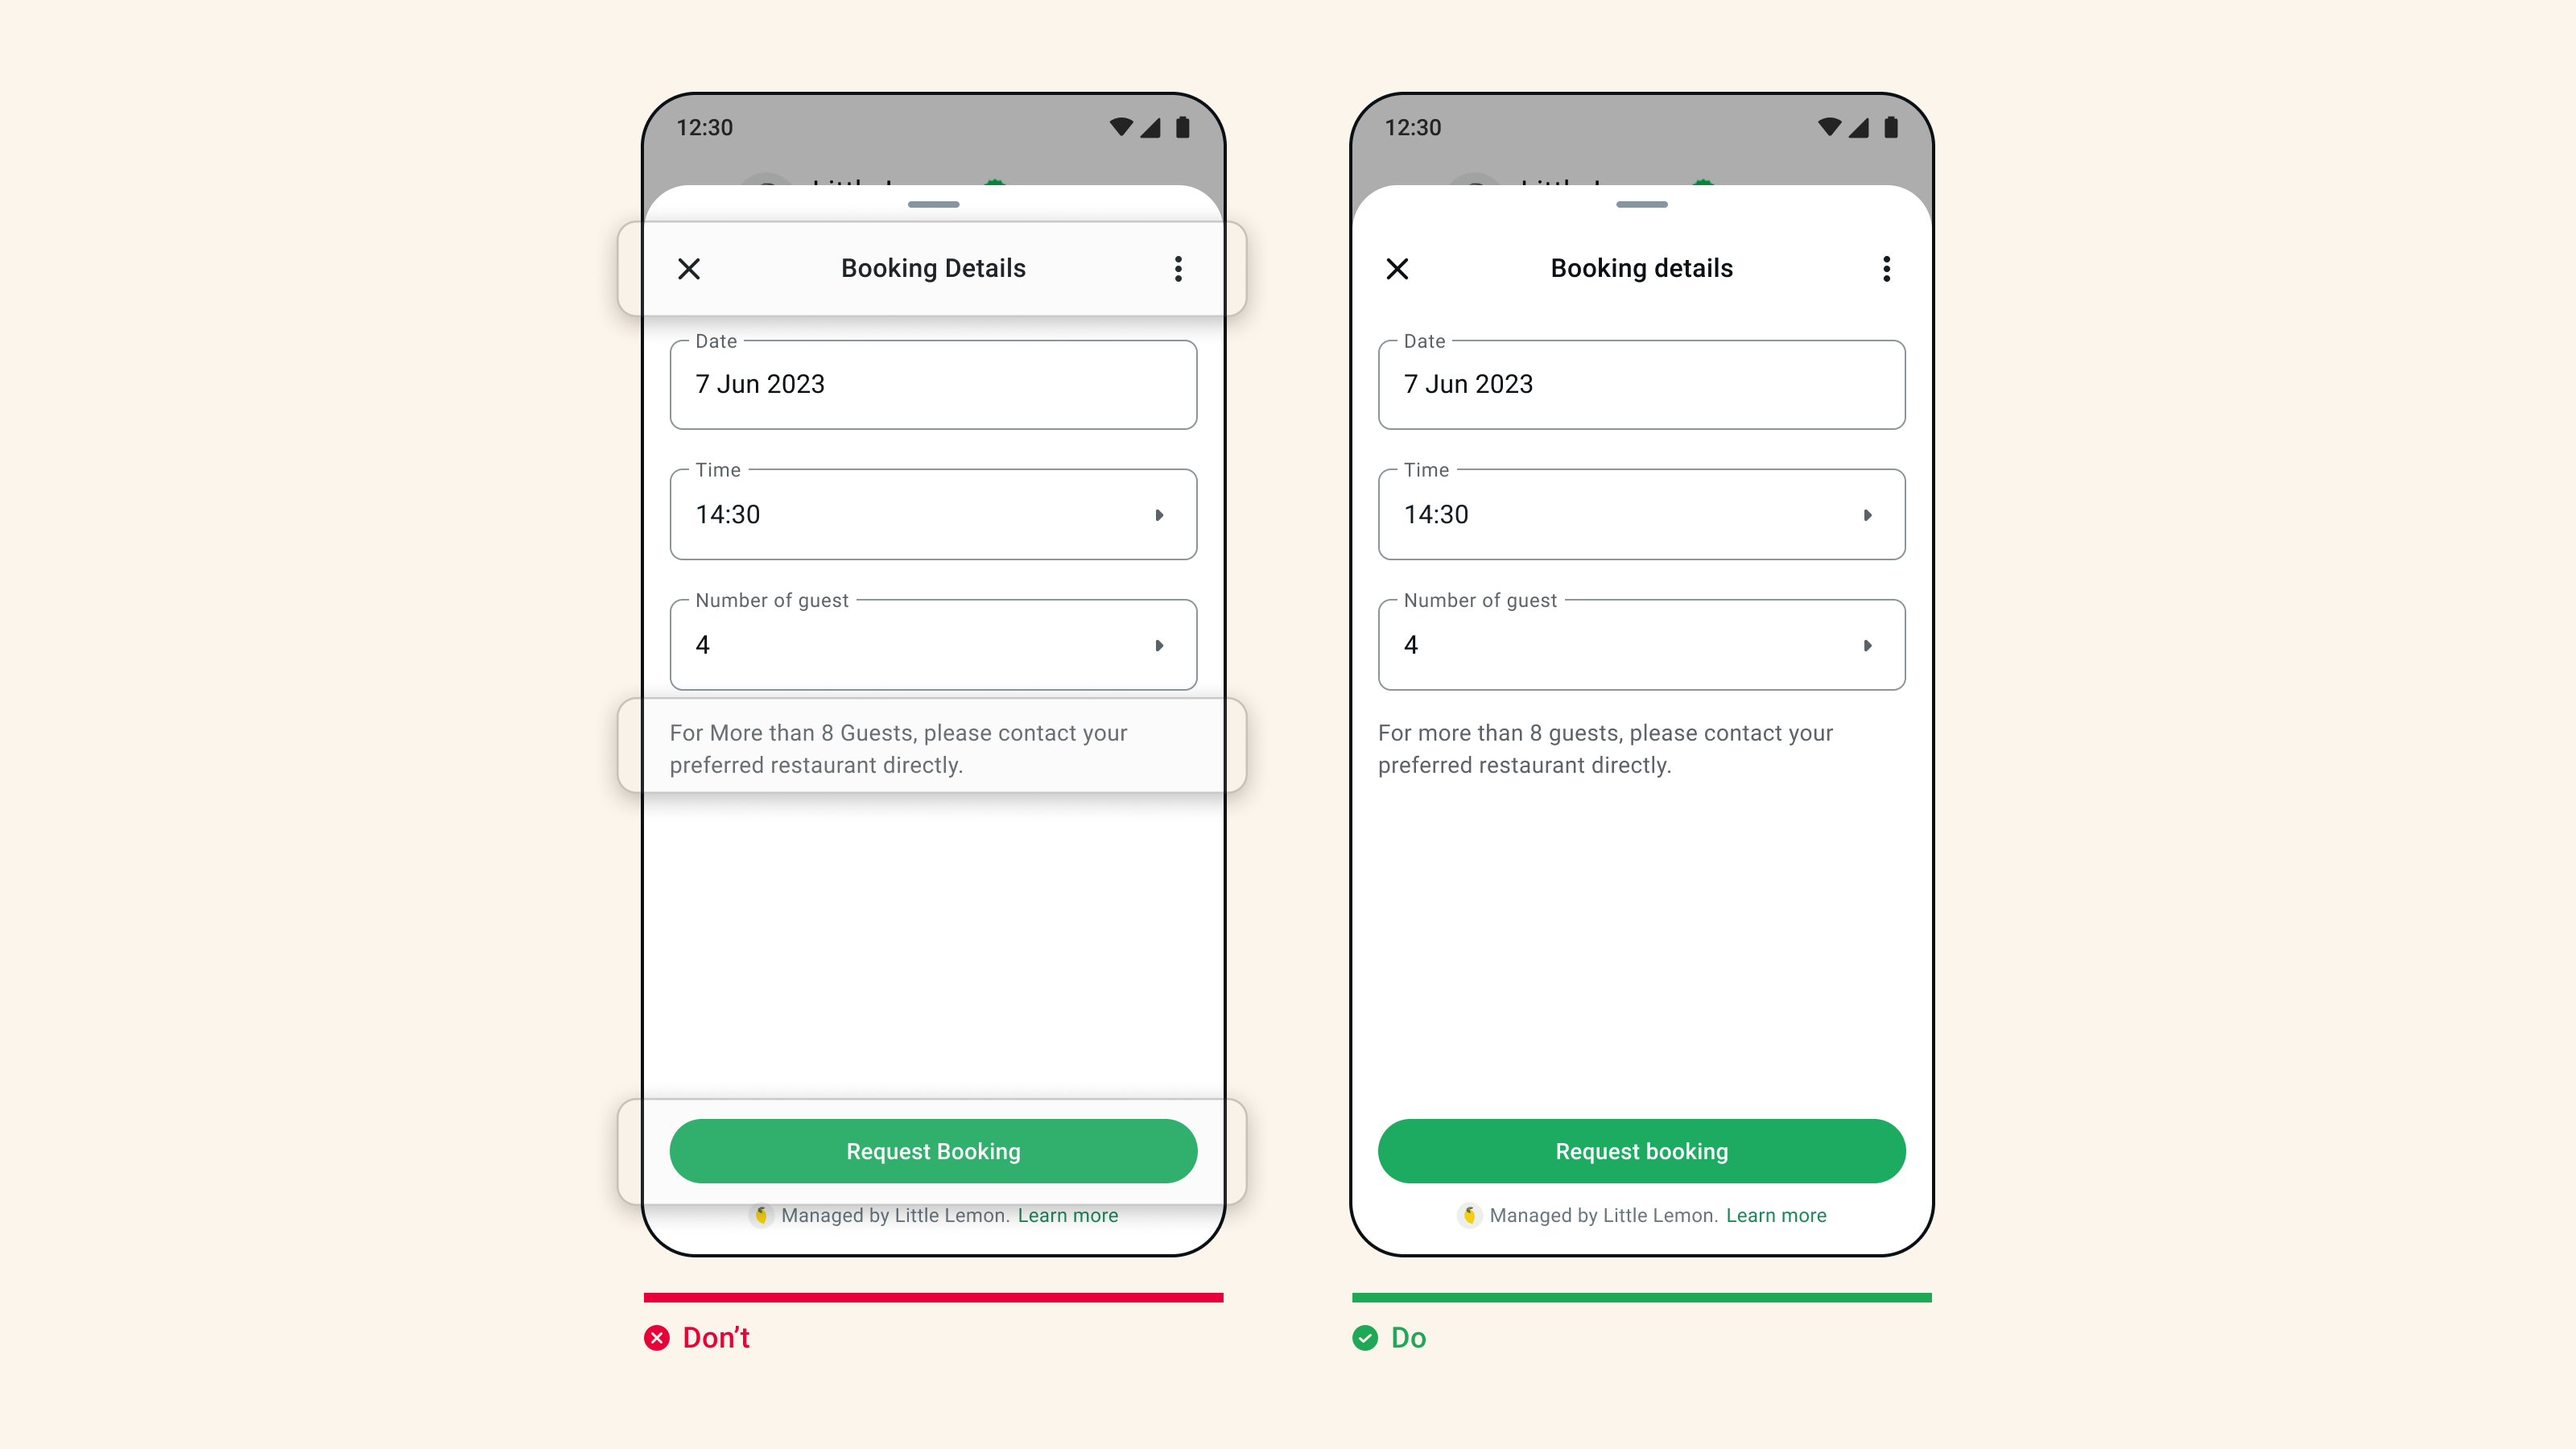 12:30
Booking Details
Date
7 Jun 2023
Time
14:30
Number of guest
4
For More than 8 Guests, please contact your
preferred restaurant directly.
Request Booking
Managed by Little Lemon. Learn more
Don’t
12:30
Booking details
Date
7 Jun 2023
Time
14:30
Number of guest
4
For more than 8 guests, please contact your
preferred restaurant directly.
Request booking
Managed by Little Lemon. Learn more
Do